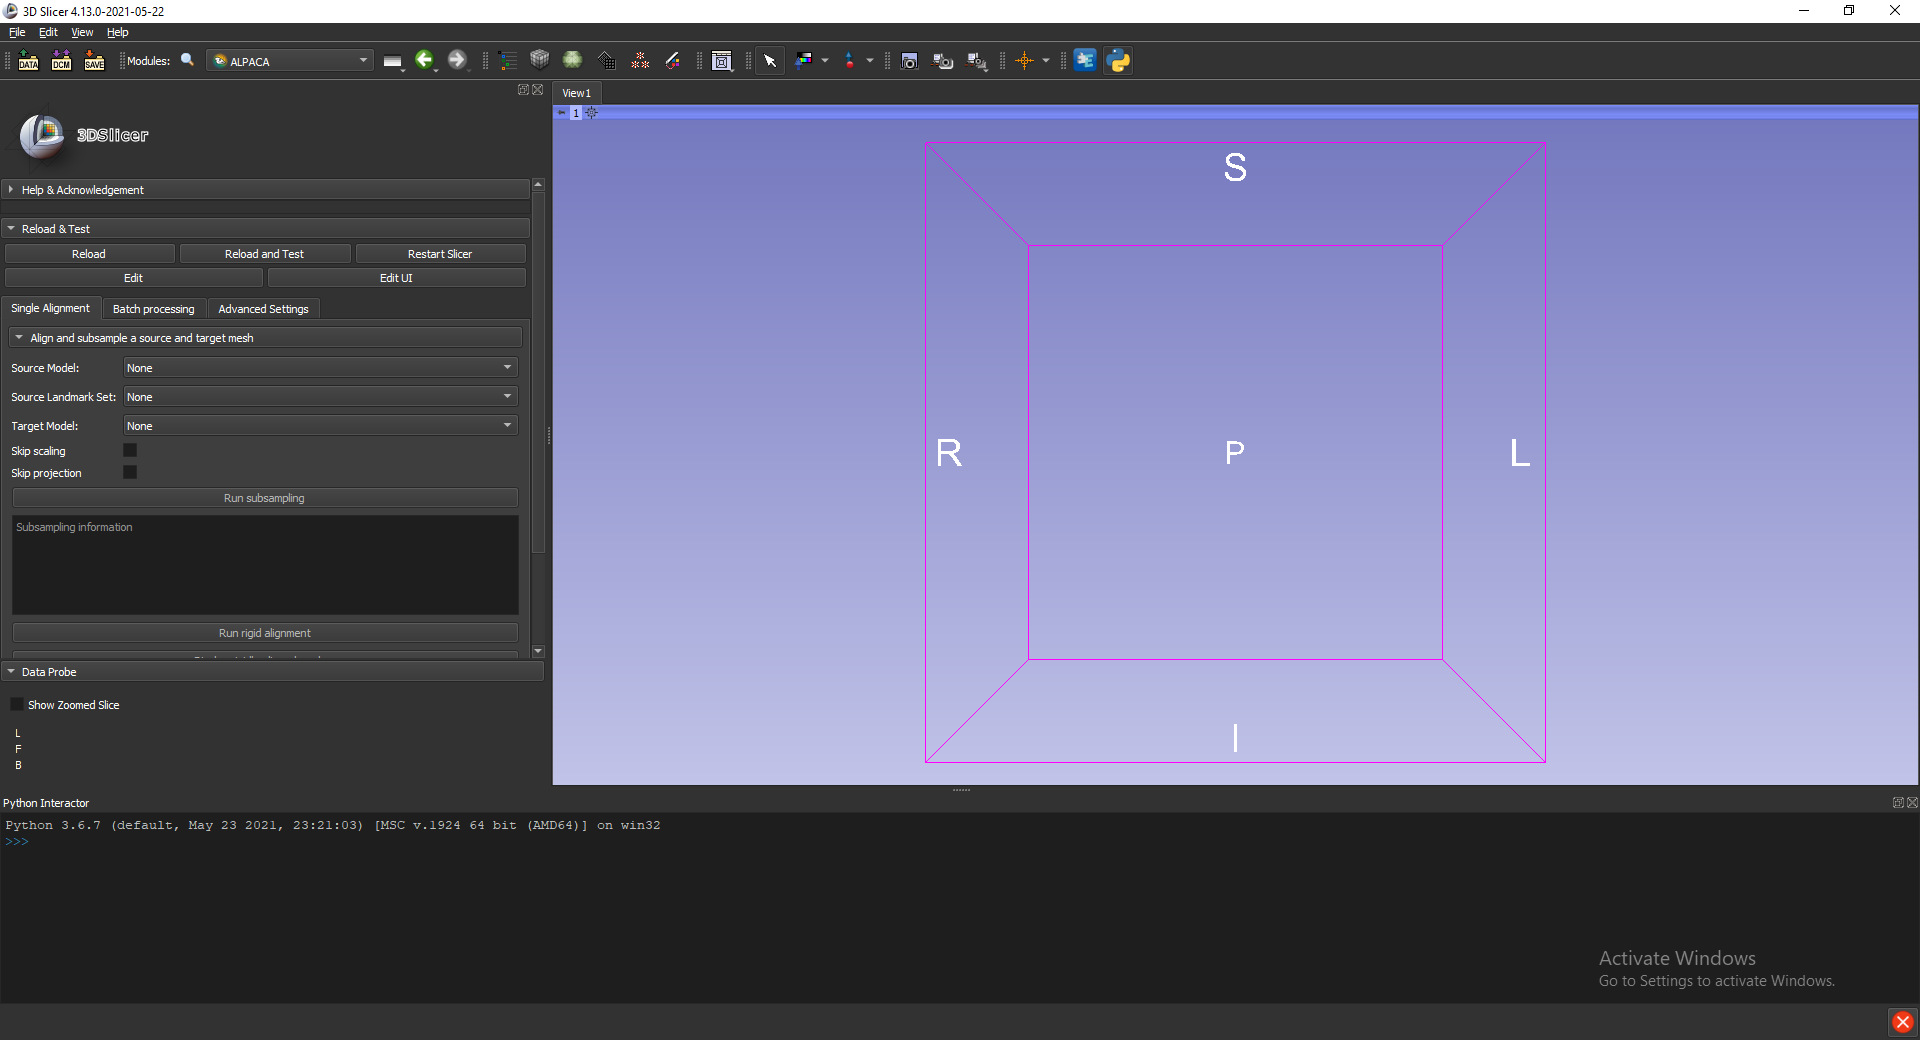 3D Slicer 4.13.0-2021-05-22
File Edit View Help
DATA DCM SAVE Modules: ALPACA
View1
1
3DSlicer
Help & Acknowledgement
Reload & Test
Reload Reload and Test Restart Slicer
Edit Edit UI
Single Alignment Batch processing Advanced Settings
Align and subsample a source and target mesh
Source Model: None
Source Landmark Set: None
Target Model: None
Skip scaling
Skip projection
Run subsampling
Subsampling information
Run rigid alignment
Data Probe
Show Zoomed Slice
L
F
B
S
R P L
I
Python Interactor
Python 3.6.7 (default, May 23 2021, 23:21:03) [MSC v.1924 64 bit (AMD64)] on win32
>>>
Activate Windows
Go to Settings to activate Windows.